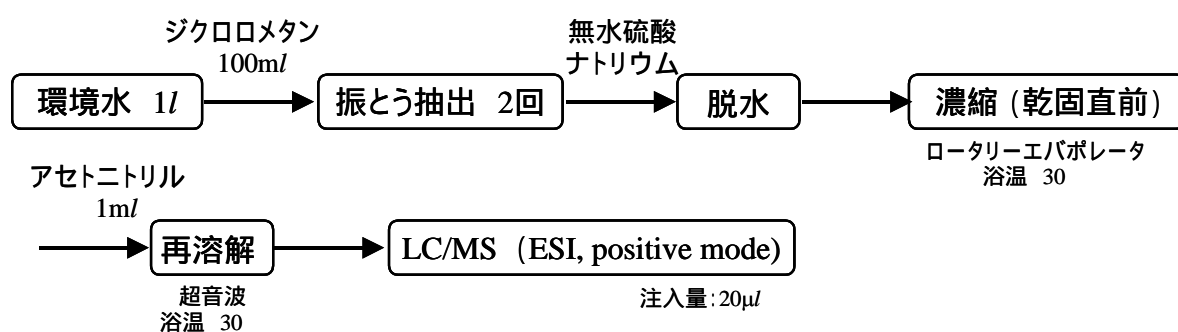 ジクロロメタン
100ml
無水硫酸
ナトリウム
環境水 1l
振とう抽出 2回
脱水
濃縮 (乾固直前)
ロータリーエバポレータ
浴温 30
アセトニトリル
1ml
再溶解
LC/MS (ESI, positive mode)
超音波
浴温 30
注入量:20μl